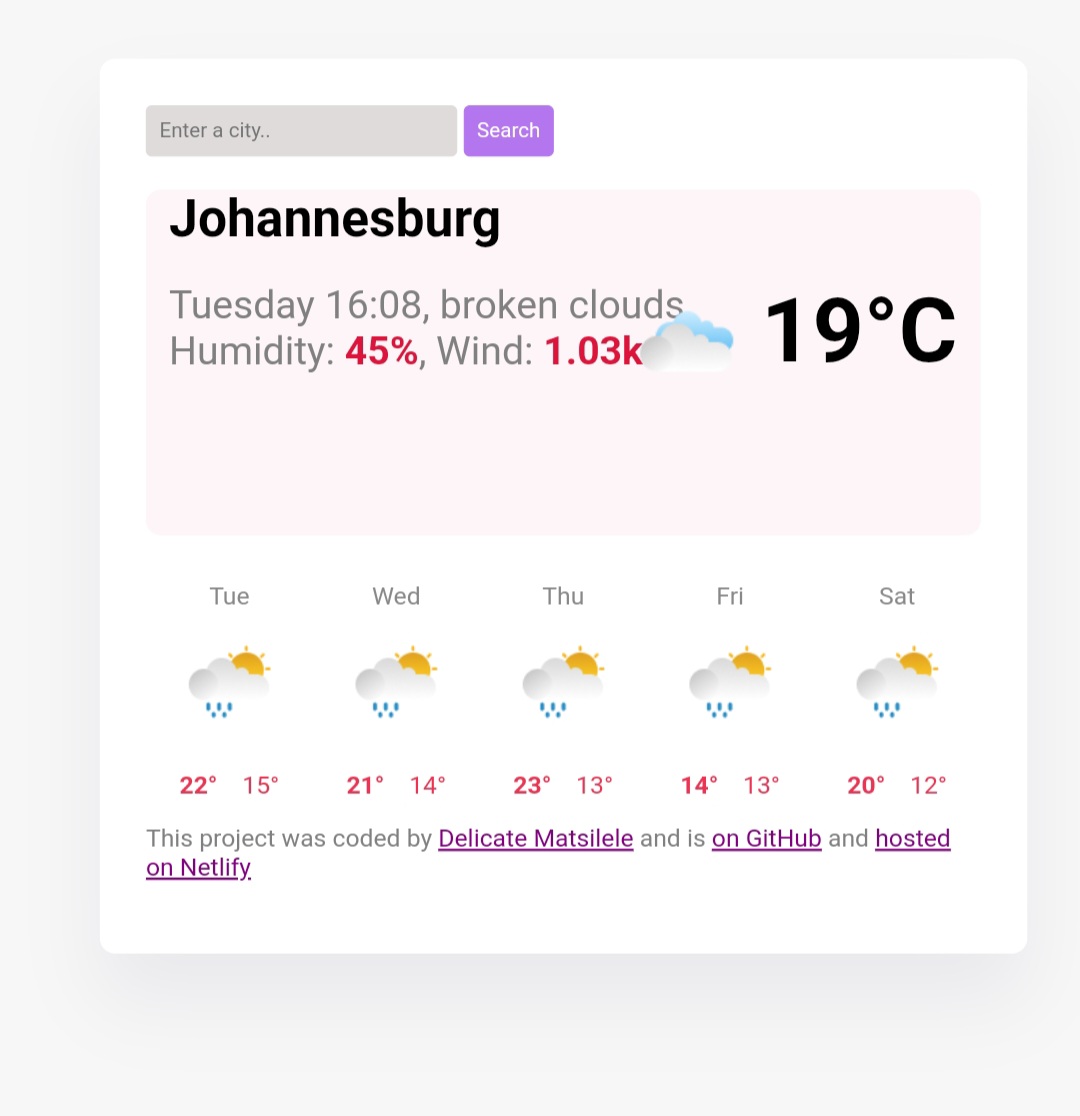 Enter a city..
Search
Johannesburg
Tuesday 16:08, broken clouds
Humidity: 45%, Wind: 1.03k
19°C
Tue Wed Thu Fri Sat
22° 15° 21° 14° 23° 13° 14° 13° 20° 12°
This project was coded by Delicate Matsilele and is on GitHub and hosted
on Netlify